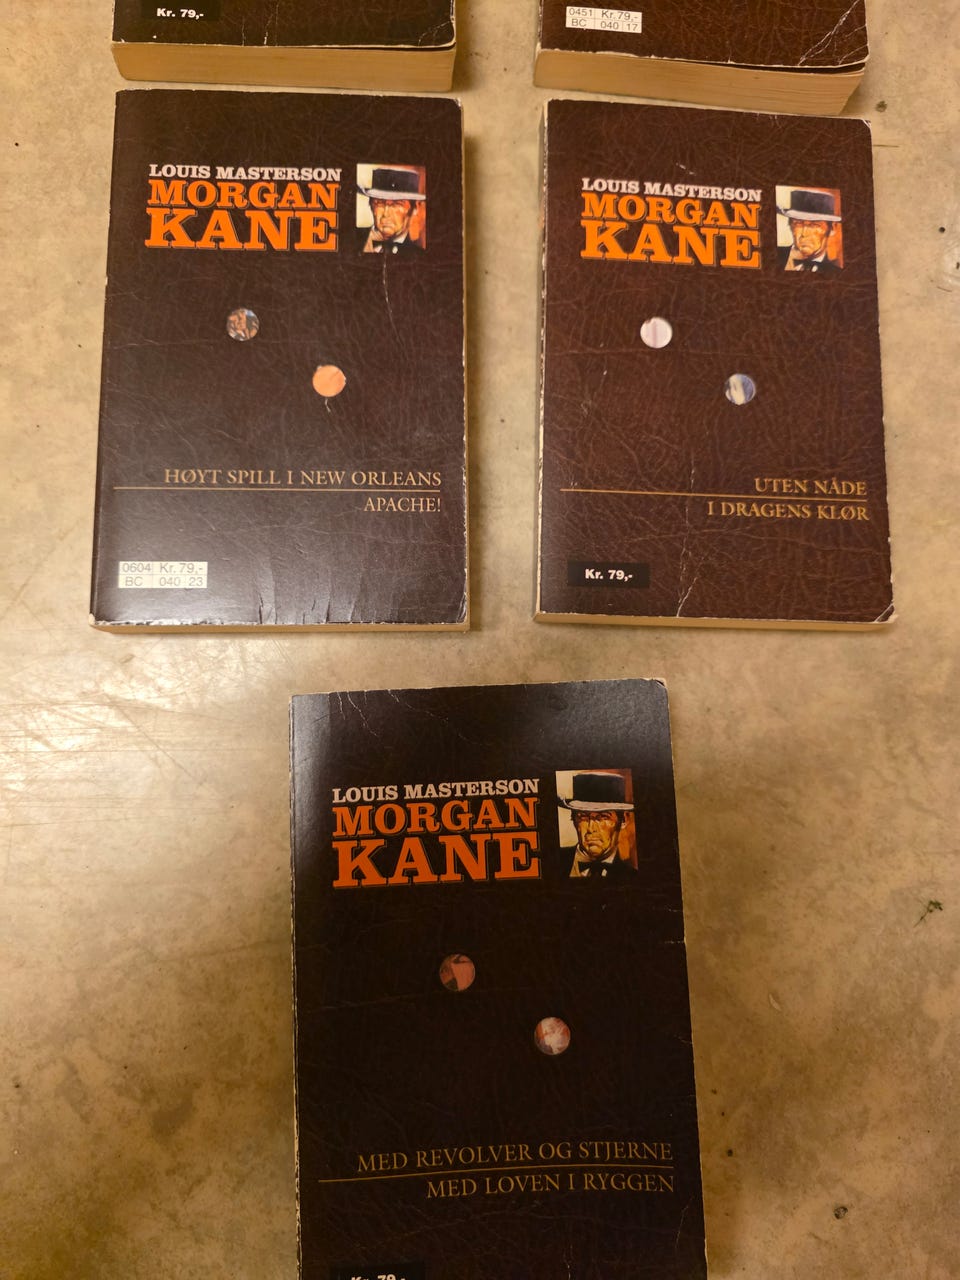 Kr. 79,-
0451 Kr. 79,-
BC 040 17
LOUIS MASTERSON
MORGAN
KANE
HØYT SPILL I NEW ORLEANS
APACHE!
0604 Kr. 79,-
BC 040 23
LOUIS MASTERSON
MORGAN
KANE
UTEN NÅDE
I DRAGENS KLØR
Kr. 79,-
LOUIS MASTERSON
MORGAN
KANE
MED REVOLVER OG STJERNE
MED LOVEN I RYGGEN
Kr. 79,-